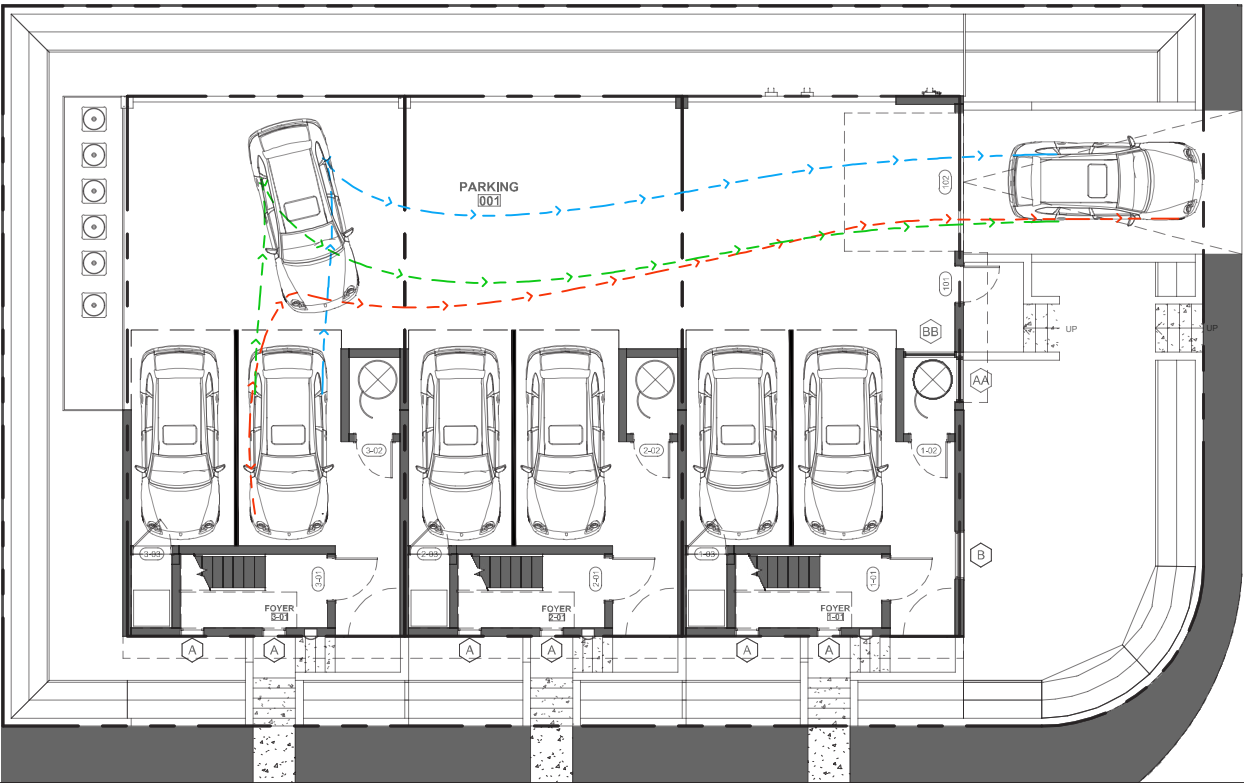 PARKING
001
102
101
BB
UP
UP
AA
3-02
2-02
1-02
3-03
2-03
1-03
B
3-01
2-01
1-01
FOYER
3-01
FOYER
2-01
FOYER
1-01
A
A
A
A
A
A